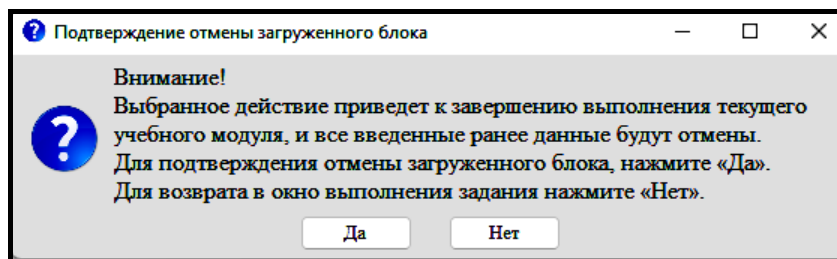 Подтверждение отмены загруженного блока
Внимание!
Выбранное действие приведет к завершению выполнения текущего
учебного модуля, и все введенные ранее данные будут отмены.
Для подтверждения отмены загруженного блока, нажмите «Да».
Для возврата в окно выполнения задания нажмите «Нет».
Да Нет